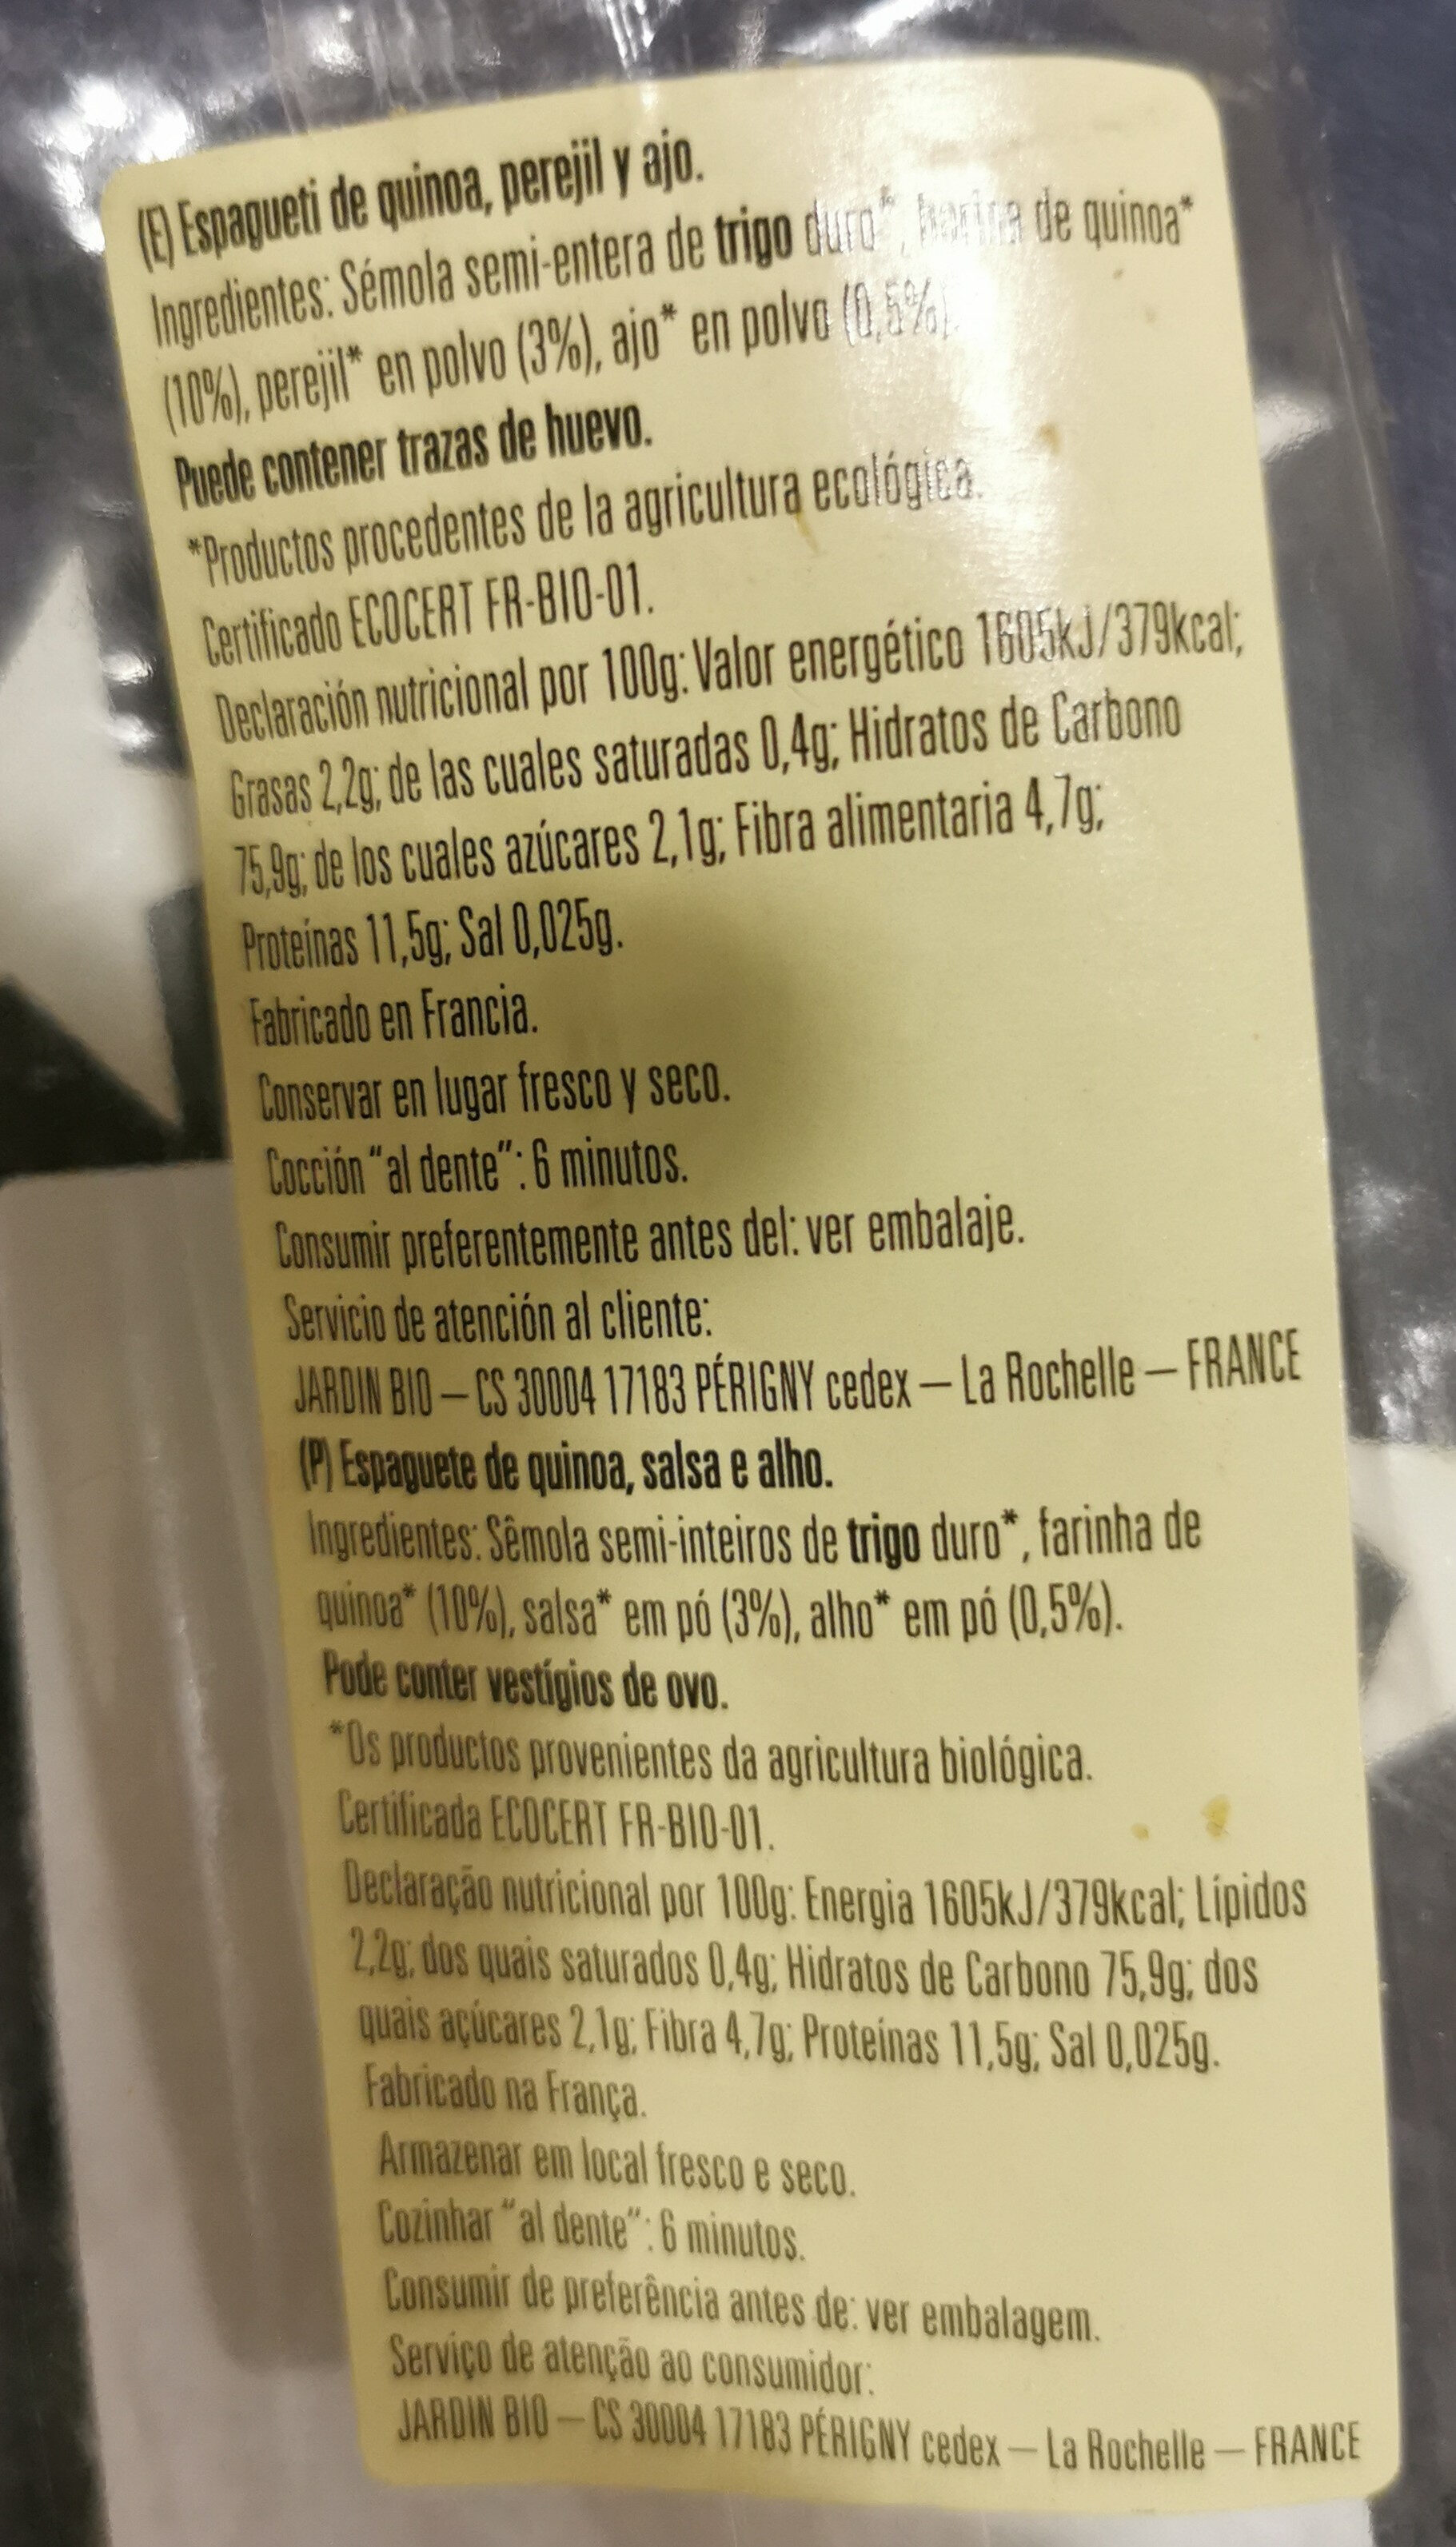 (E) Espagueti de quinoa, perejil y ajo.
Ingredientes: Sémola semi-entera de trigo duro*, harina de quinoa*
(10%), perejil* en polvo (3%), ajo* en polvo (0,5%).
Puede contener trazas de huevo.
*Productos procedentes de la agricultura ecológica.
Certificado ECOCERT FR-BIO-01.
Declaración nutricional por 100g: Valor energético 1605kJ/379kcal;
Grasas 2,2g; de las cuales saturadas 0,4g; Hidratos de Carbono
75,9g; de los cuales azúcares 2,1g; Fibra alimentaria 4,7g;
Proteínas 11,5g; Sal 0,025g.
Fabricado en Francia.
Conservar en lugar fresco y seco.
Cocción "al dente": 6 minutos.
Consumir preferentemente antes del: ver embalaje.
Servicio de atención al cliente:
JARDIN BIO – CS 30004 17183 PÉRIGNY cedex – La Rochelle – FRANCE
(P) Espaguete de quinoa, salsa e alho.
Ingredientes: Sêmola semi-inteiros de trigo duro*, farinha de
quinoa* (10%), salsa* em pó (3%), alho* em pó (0,5%).
Pode conter vestígios de ovo.
*Os productos provenientes da agricultura biológica.
Certificada ECOCERT FR-BIO-01.
Declaração nutricional por 100g: Energia 1605kJ/379kcal; Lípidos
2,2g; dos quais saturados 0,4g; Hidratos de Carbono 75,9g; dos
quais açúcares 2,1g; Fibra 4,7g; Proteínas 11,5g; Sal 0,025g.
Fabricado na França.
Armazenar em local fresco e seco.
Cozinhar "al dente": 6 minutos.
Consumir de preferência antes de: ver embalagem.
Serviço de atenção ao consumidor:
JARDIN BIO – CS 30004 17183 PÉRIGNY cedex – La Rochelle – FRANCE